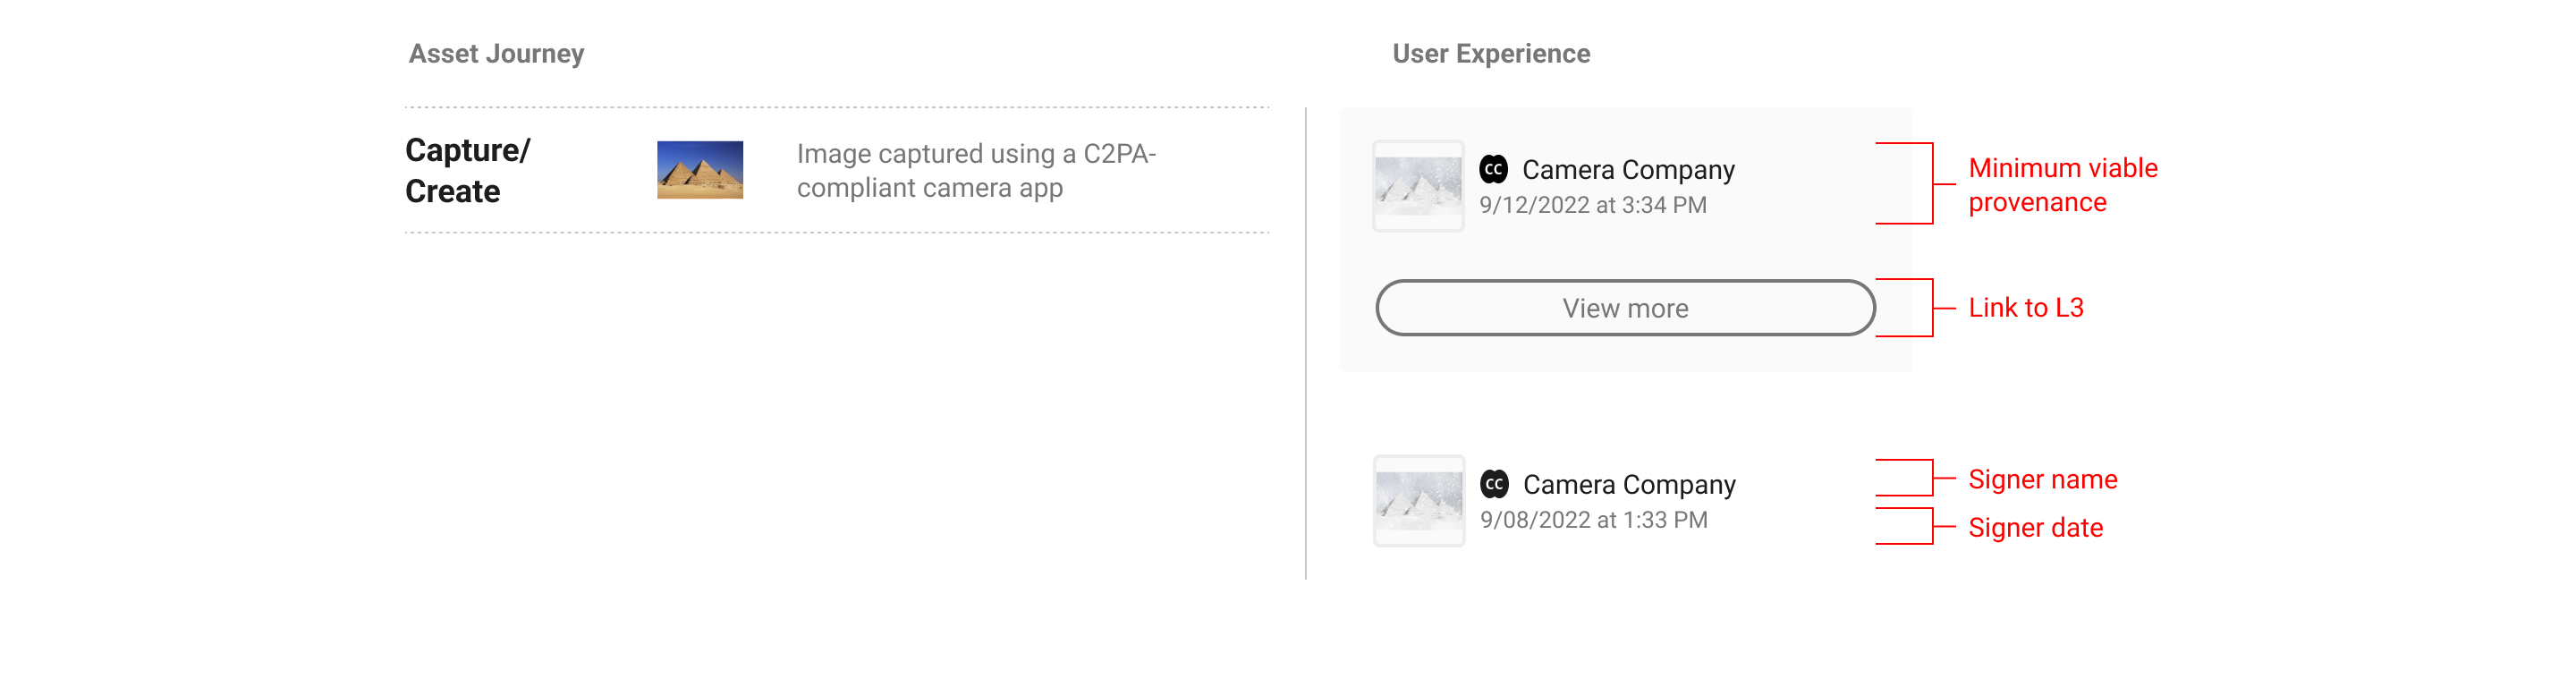 Asset Journey
User Experience
Capture/
Create
Image captured using a C2PA-
compliant camera app
CC Camera Company
9/12/2022 at 3:34 PM
Minimum viable
provenance
View more
Link to L3
CC Camera Company
9/08/2022 at 1:33 PM
Signer name
Signer date